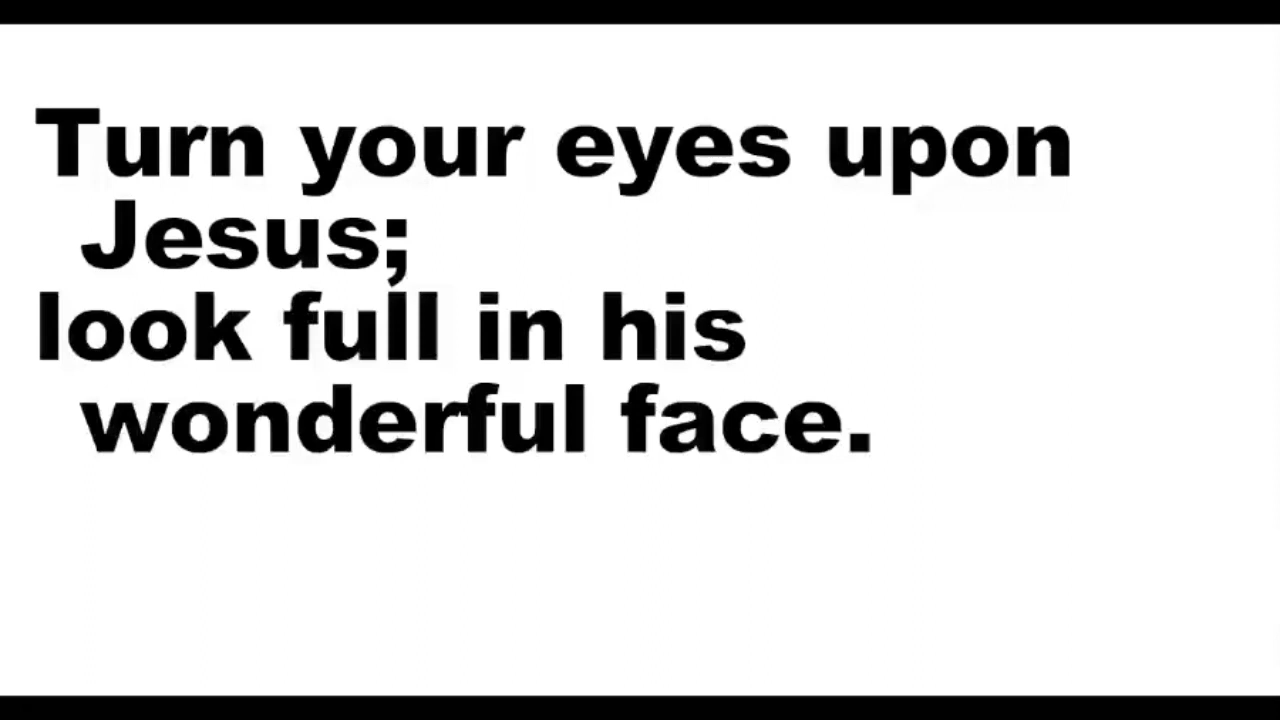 Turn your eyes upon
Jesus;
look full in his
wonderful face.